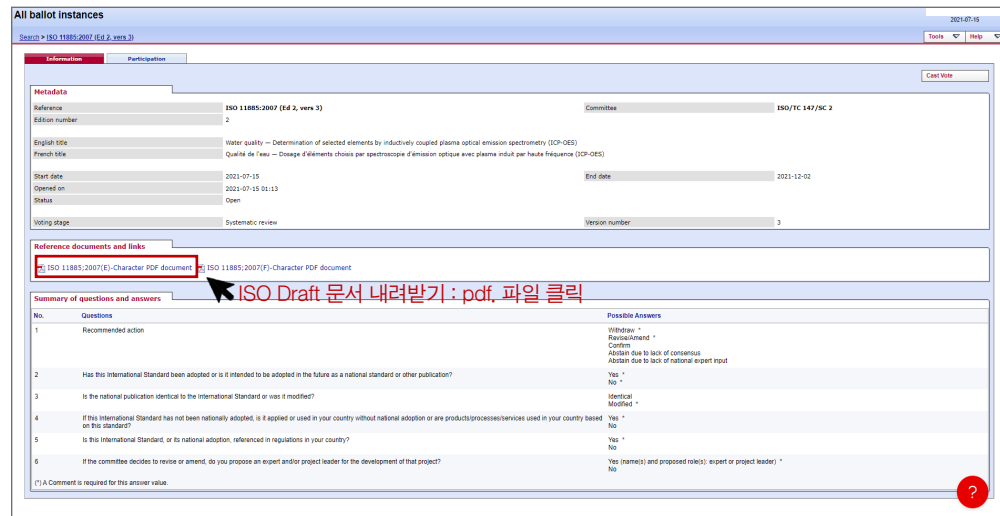 All ballot instances
2021-07-15
Search > ISO 11885:2007 (Ed 2, vers 3)
Tools Help
Information Participation
Cast Vote
Metadata
Reference ISO 11885:2007 (Ed 2, vers 3) Committee ISO/TC 147/SC 2
Edition number 2
English title Water quality — Determination of selected elements by inductively coupled plasma optical emission spectrometry (ICP-OES)
French title Qualité de l'eau — Dosage d'éléments choisis par spectroscopie d'émission optique avec plasma induit par haute fréquence (ICP-OES)
Start date 2021-07-15 End date 2021-12-02
Opened on 2021-07-15 01:13
Status Open
Voting stage Systematic review Version number 3
Reference documents and links
ISO 11885;2007(E)-Character PDF document ISO 11885;2007(F)-Character PDF document
ISO Draft 문서 내려받기 : pdf. 파일 클릭
Summary of questions and answers
No. Questions Possible Answers
1 Recommended action Withdraw *
Revise/Amend *
Confirm
Abstain due to lack of consensus
Abstain due to lack of national expert input
2 Has this International Standard been adopted or is it intended to be adopted in the future as a national standard or other publication? Yes *
No *
3 Is the national publication identical to the International Standard or was it modified? Identical
Modified *
4 If this International Standard has not been nationally adopted, is it applied or used in your country without national adoption or are products/processes/services used in your country based Yes *
on this standard? No
5 Is this International Standard, or its national adoption, referenced in regulations in your country? Yes *
No
6 If the committee decides to revise or amend, do you propose an expert and/or project leader for the development of that project? Yes (name(s) and proposed role(s): expert or project leader) *
No
(*) A Comment is required for this answer value.
?